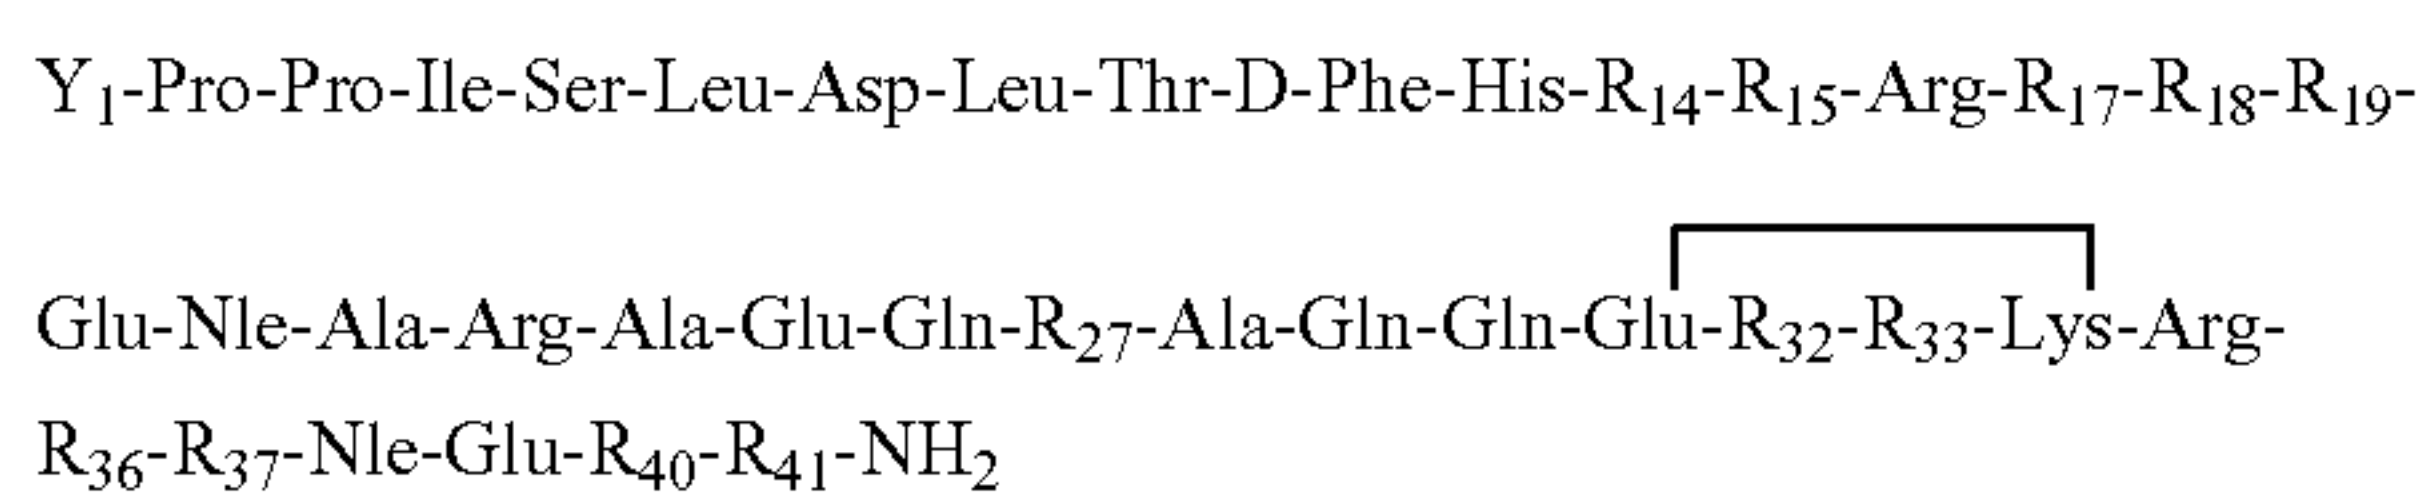 Y₁-Pro-Pro-Ile-Ser-Leu-Asp-Leu-Thr-D-Phe-His-R₁₄-R₁₅-Arg-R₁₇-R₁₈-R₁₉-
Glu-Nle-Ala-Arg-Ala-Glu-Gln-R₂₇-Ala-Gln-Gln-Glu-R₃₂-R₃₃-Lys-Arg-
R₃₆-R₃₇-Nle-Glu-R₄₀-R₄₁-NH₂